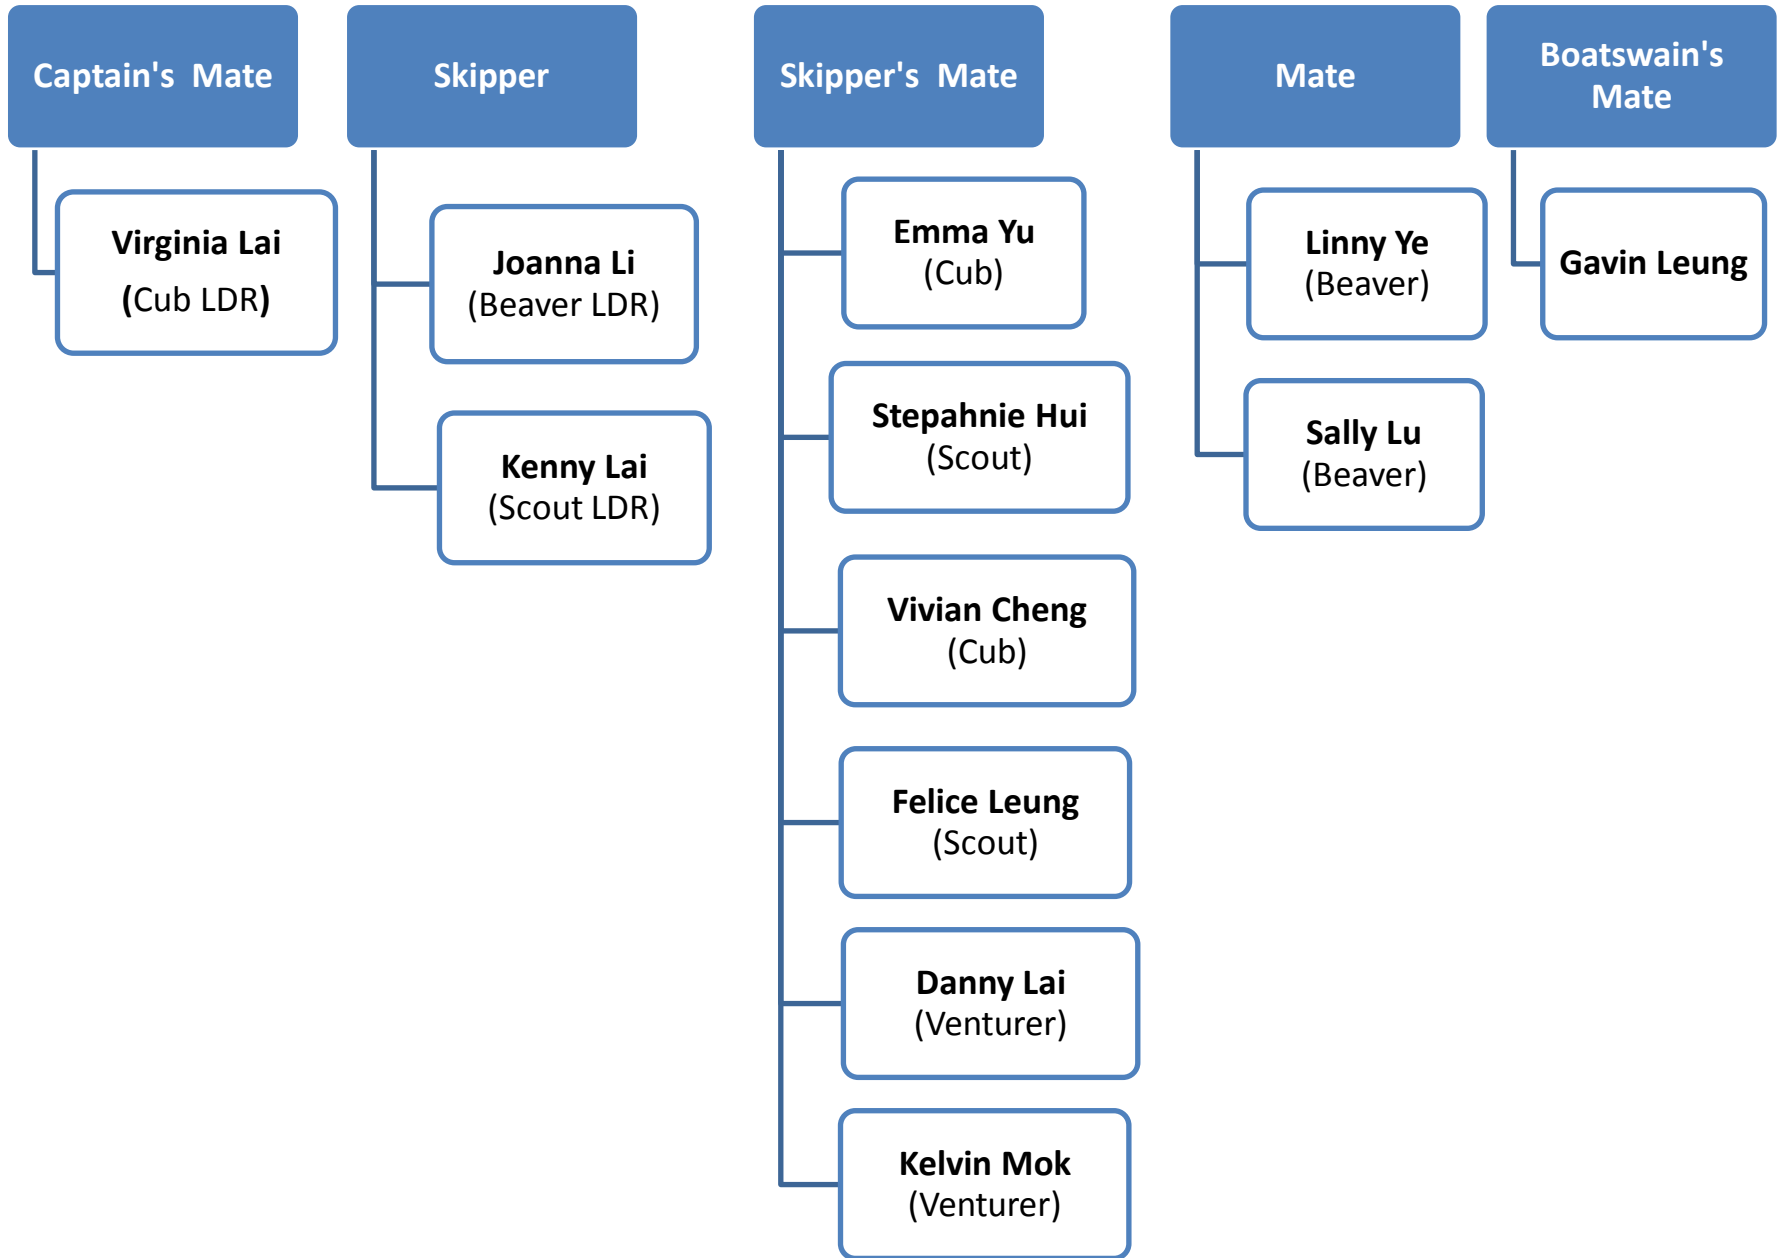 Captain's Mate
Virginia Lai
(Cub LDR)
Skipper
Joanna Li
(Beaver LDR)
Kenny Lai
(Scout LDR)
Skipper's Mate
Emma Yu
(Cub)
Stepahnie Hui
(Scout)
Vivian Cheng
(Cub)
Felice Leung
(Scout)
Danny Lai
(Venturer)
Kelvin Mok
(Venturer)
Mate
Linny Ye
(Beaver)
Sally Lu
(Beaver)
Boatswain's
Mate
Gavin Leung